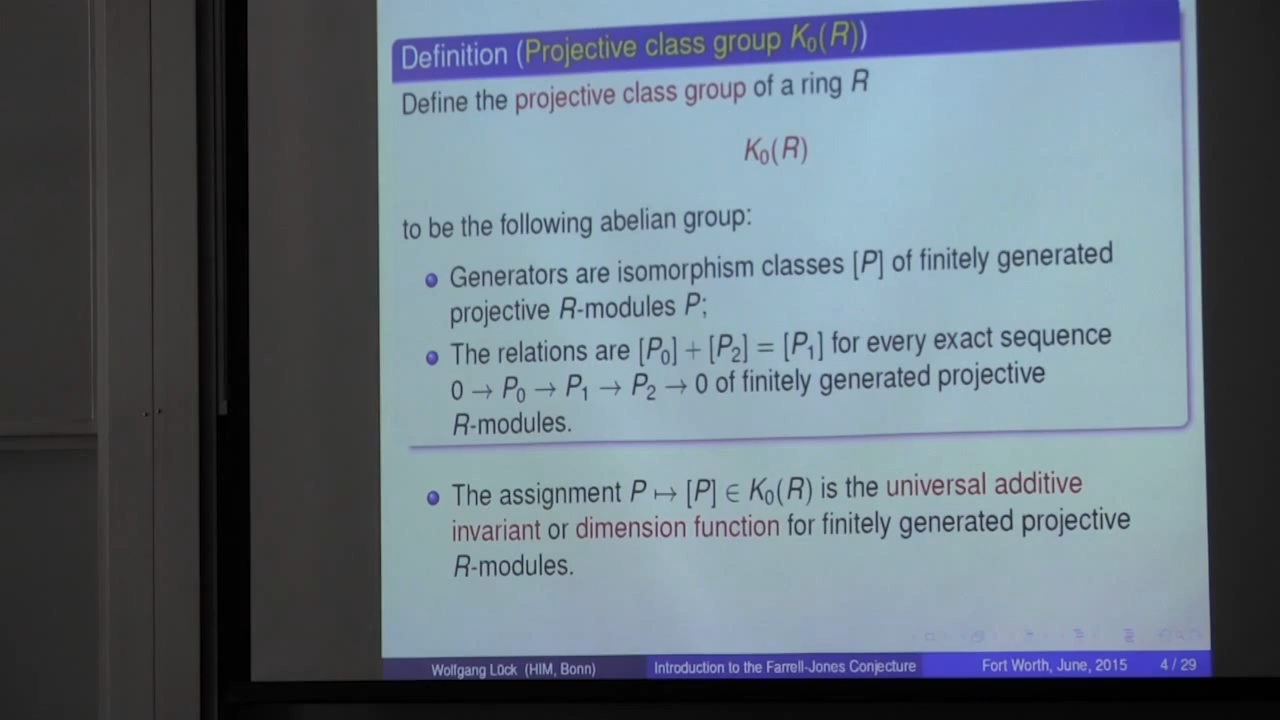 Definition (Projective class group K₀(R))
Define the projective class group of a ring R
K₀(R)
to be the following abelian group:
Generators are isomorphism classes [P] of finitely generated
projective R-modules P;
The relations are [P₀] + [P₂] = [P₁] for every exact sequence
0 → P₀ → P₁ → P₂ → 0 of finitely generated projective
R-modules.
The assignment P ↦ [P] ∈ K₀(R) is the universal additive
invariant or dimension function for finitely generated projective
R-modules.
Wolfgang Lück (HIM, Bonn) Introduction to the Farrell-Jones Conjecture Fort Worth, June, 2015 4 / 29